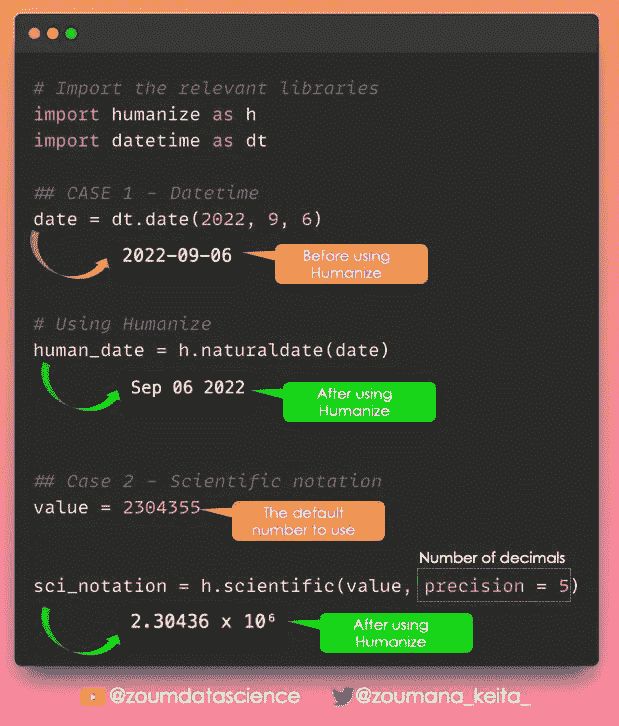 # Import the relevant libraries
import humanize as h
import datetime as dt
## CASE 1 - Datetime
date = dt.date(2022, 9, 6)
2022-09-06
Before using
Humanize
# Using Humanize
human_date = h.naturaldate(date)
Sep 06 2022
After using
Humanize
## Case 2 - Scientific notation
value = 2304355
The default
number to use
Number of decimals
sci_notation = h.scientific(value, precision = 5)
2.30436 x 10⁶
After using
Humanize
@zoumdatascience @zoumana_keita_